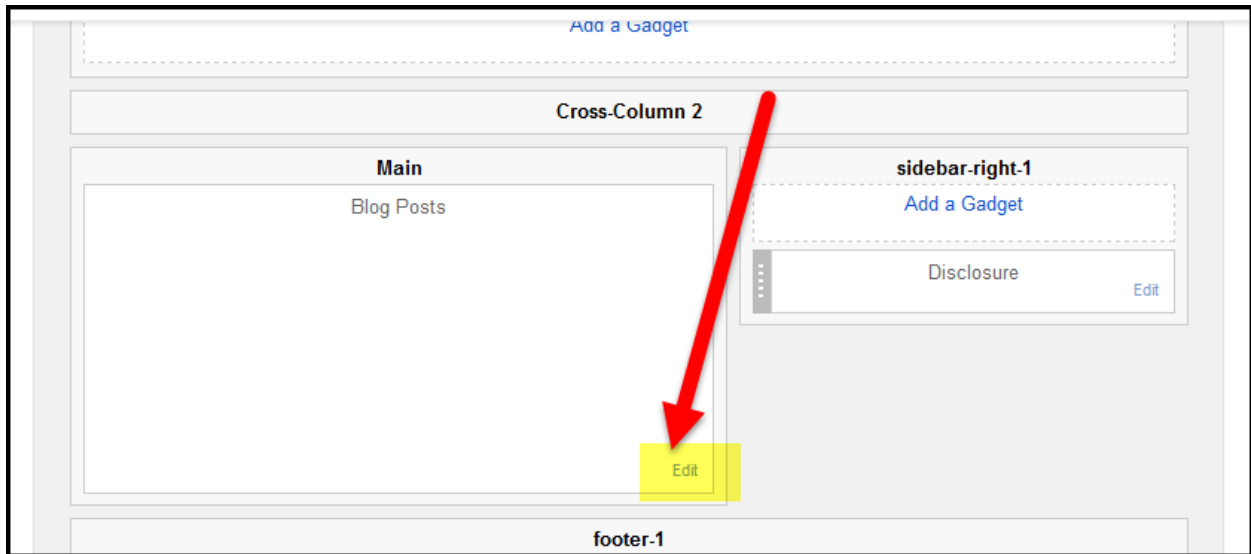 Add a Gadget
Cross-Column 2
Main
Blog Posts
Edit
sidebar-right-1
Add a Gadget
Disclosure
Edit
footer-1